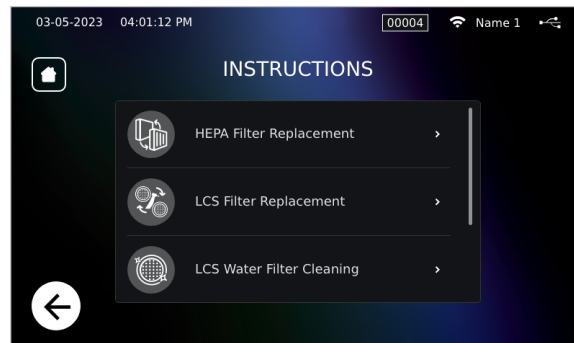 03-05-2023 04:01:12 PM 00004 Name 1
INSTRUCTIONS
HEPA Filter Replacement
LCS Filter Replacement
LCS Water Filter Cleaning